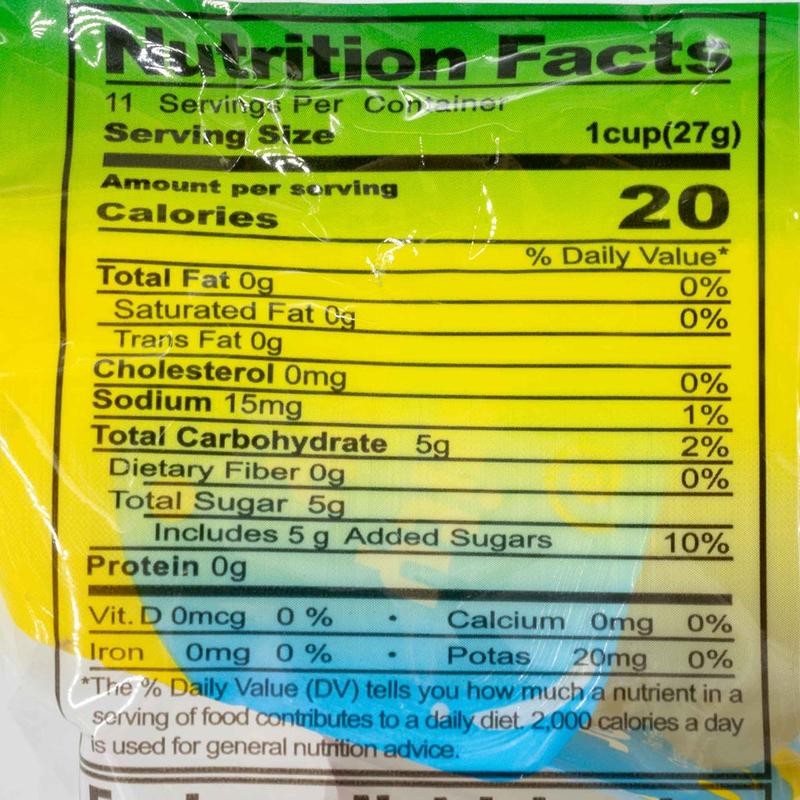 Nutrition Facts
11 Servings Per Container
Serving Size 1cup(27g)
Amount per serving
Calories 20
% Daily Value*
Total Fat 0g 0%
Saturated Fat 0g 0%
Trans Fat 0g
Cholesterol 0mg 0%
Sodium 15mg 1%
Total Carbohydrate 5g 2%
Dietary Fiber 0g 0%
Total Sugar 5g
Includes 5 g Added Sugars 10%
Protein 0g
Vit. D 0mcg 0 % • Calcium 0mg 0%
Iron 0mg 0 % • Potas 20mg 0%
*The % Daily Value (DV) tells you how much a nutrient in a
serving of food contributes to a daily diet. 2,000 calories a day
is used for general nutrition advice.